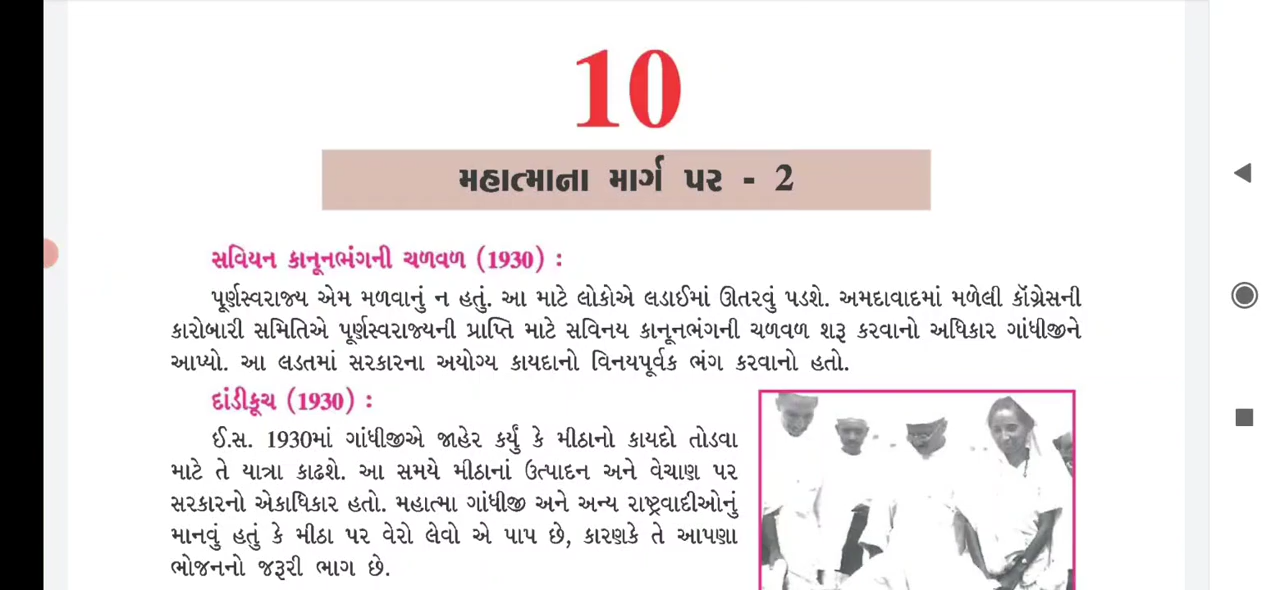 10
મહાત્માના માર્ગ પર - 2
સવિયન કાનૂનભંગની ચળવળ (1930) :
પૂર્ણસ્વરાજ્ય એમ મળવાનું ન હતું. આ માટે લોકોએ લડાઈમાં ઊતરવું પડશે. અમદાવાદમાં મળેલી કૉંગ્રેસની
કારોબારી સમિતિએ પૂર્ણસ્વરાજ્યની પ્રાપ્તિ માટે સવિનય કાનૂનભંગની ચળવળ શરૂ કરવાનો અધિકાર ગાંધીજીને
આપ્યો. આ લડતમાં સરકારના અયોગ્ય કાયદાનો વિનયપૂર્વક ભંગ કરવાનો હતો.
દાંડીકૂચ (1930) :
ઈ.સ. 1930માં ગાંધીજીએ જાહેર કર્યું કે મીઠાનો કાયદો તોડવા
માટે તે યાત્રા કાઢશે. આ સમયે મીઠાનાં ઉત્પાદન અને વેચાણ પર
સરકારનો એકાધિકાર હતો. મહાત્મા ગાંધીજી અને અન્ય રાષ્ટ્રવાદીઓનું
માનવું હતું કે મીઠા પર વેરો લેવો એ પાપ છે, કારણકે તે આપણા
ભોજનનો જરૂરી ભાગ છે.